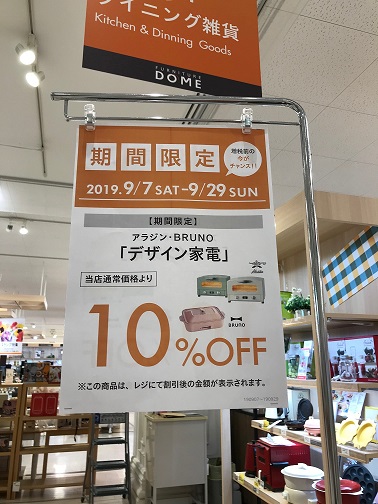 ダイニング雑貨
Kitchen & Dinning Goods
FURNITURE
DOME
期間限定
増税前の
今が
チャンス!!
2019.9/7 SAT-9/29 SUN
【期間限定】
アラジン・BRUNO
「デザイン家電」
当店通常価格より
Aladdin
BRUNO
10%OFF
※この商品は、レジにて割引後の金額が表示されます。